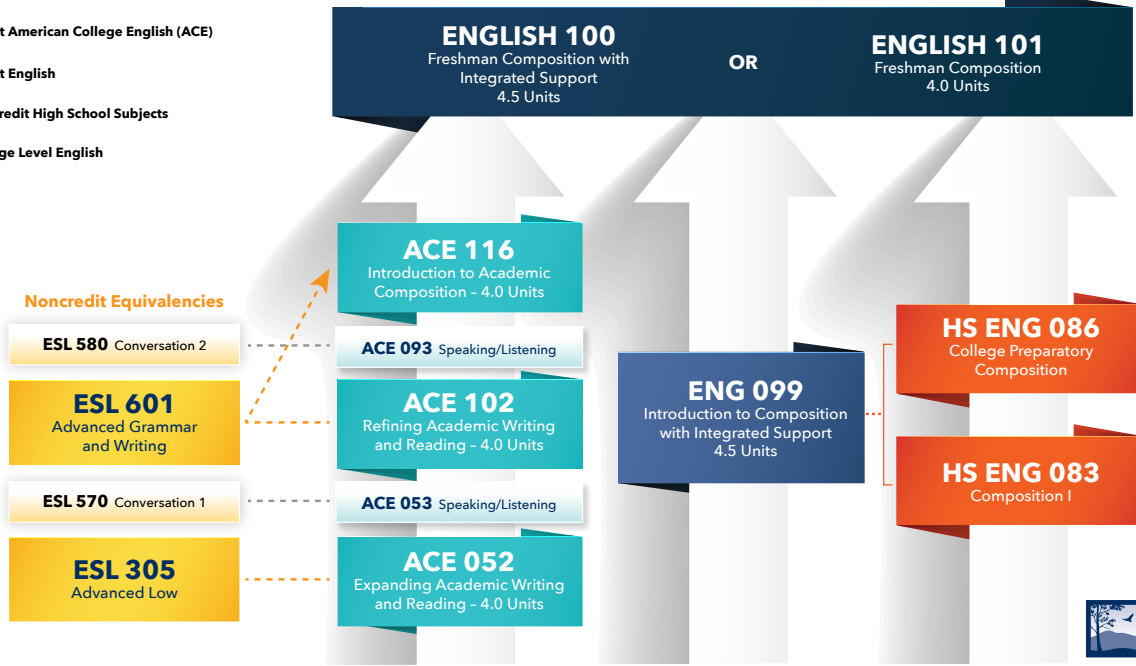 t American College English (ACE)
t English
redit High School Subjects
ge Level English
ENGLISH 100
Freshman Composition with
Integrated Support
4.5 Units
OR
ENGLISH 101
Freshman Composition
4.0 Units
ACE 116
Introduction to Academic
Composition – 4.0 Units
Noncredit Equivalencies
ESL 580 Conversation 2
ACE 093 Speaking/Listening
ESL 601
Advanced Grammar
and Writing
ACE 102
Refining Academic Writing
and Reading – 4.0 Units
ESL 570 Conversation 1
ACE 053 Speaking/Listening
ESL 305
Advanced Low
ACE 052
Expanding Academic Writing
and Reading – 4.0 Units
ENG 099
Introduction to Composition
with Integrated Support
4.5 Units
HS ENG 086
College Preparatory
Composition
HS ENG 083
Composition I